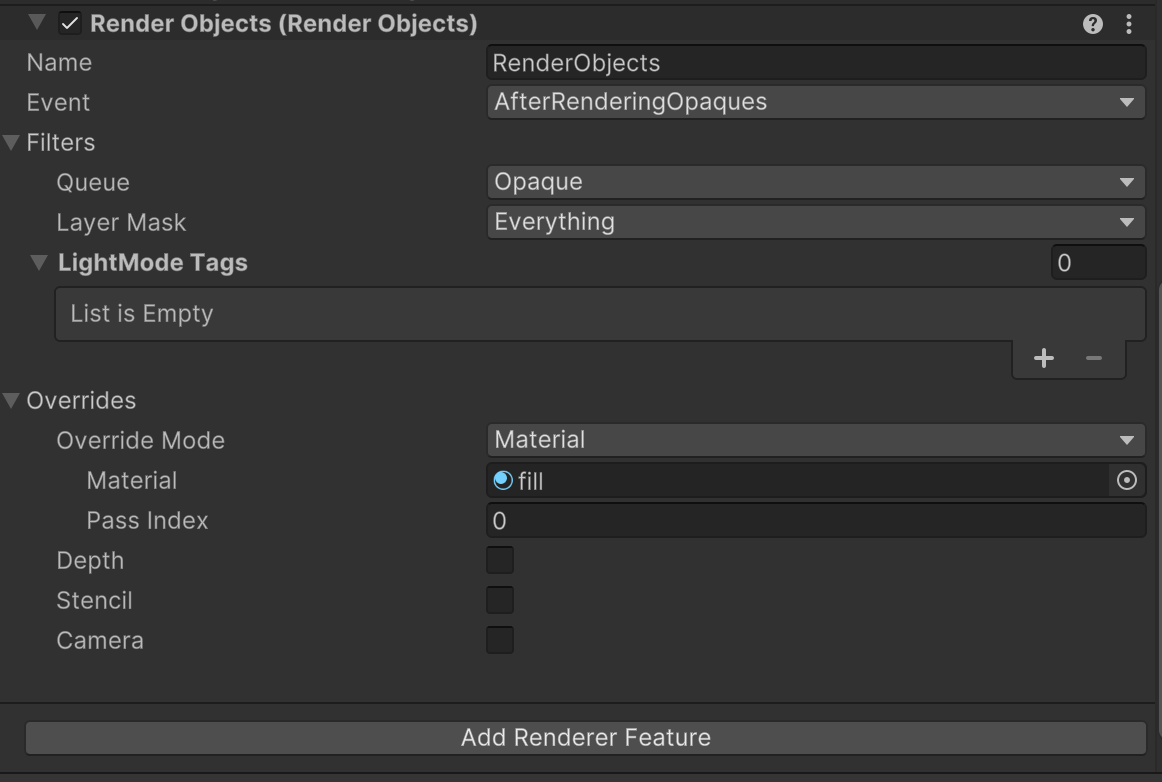 Render Objects (Render Objects)
Name RenderObjects
Event AfterRenderingOpaques
Filters
Queue Opaque
Layer Mask Everything
LightMode Tags 0
List is Empty
Overrides
Override Mode Material
Material fill
Pass Index 0
Depth
Stencil
Camera
Add Renderer Feature